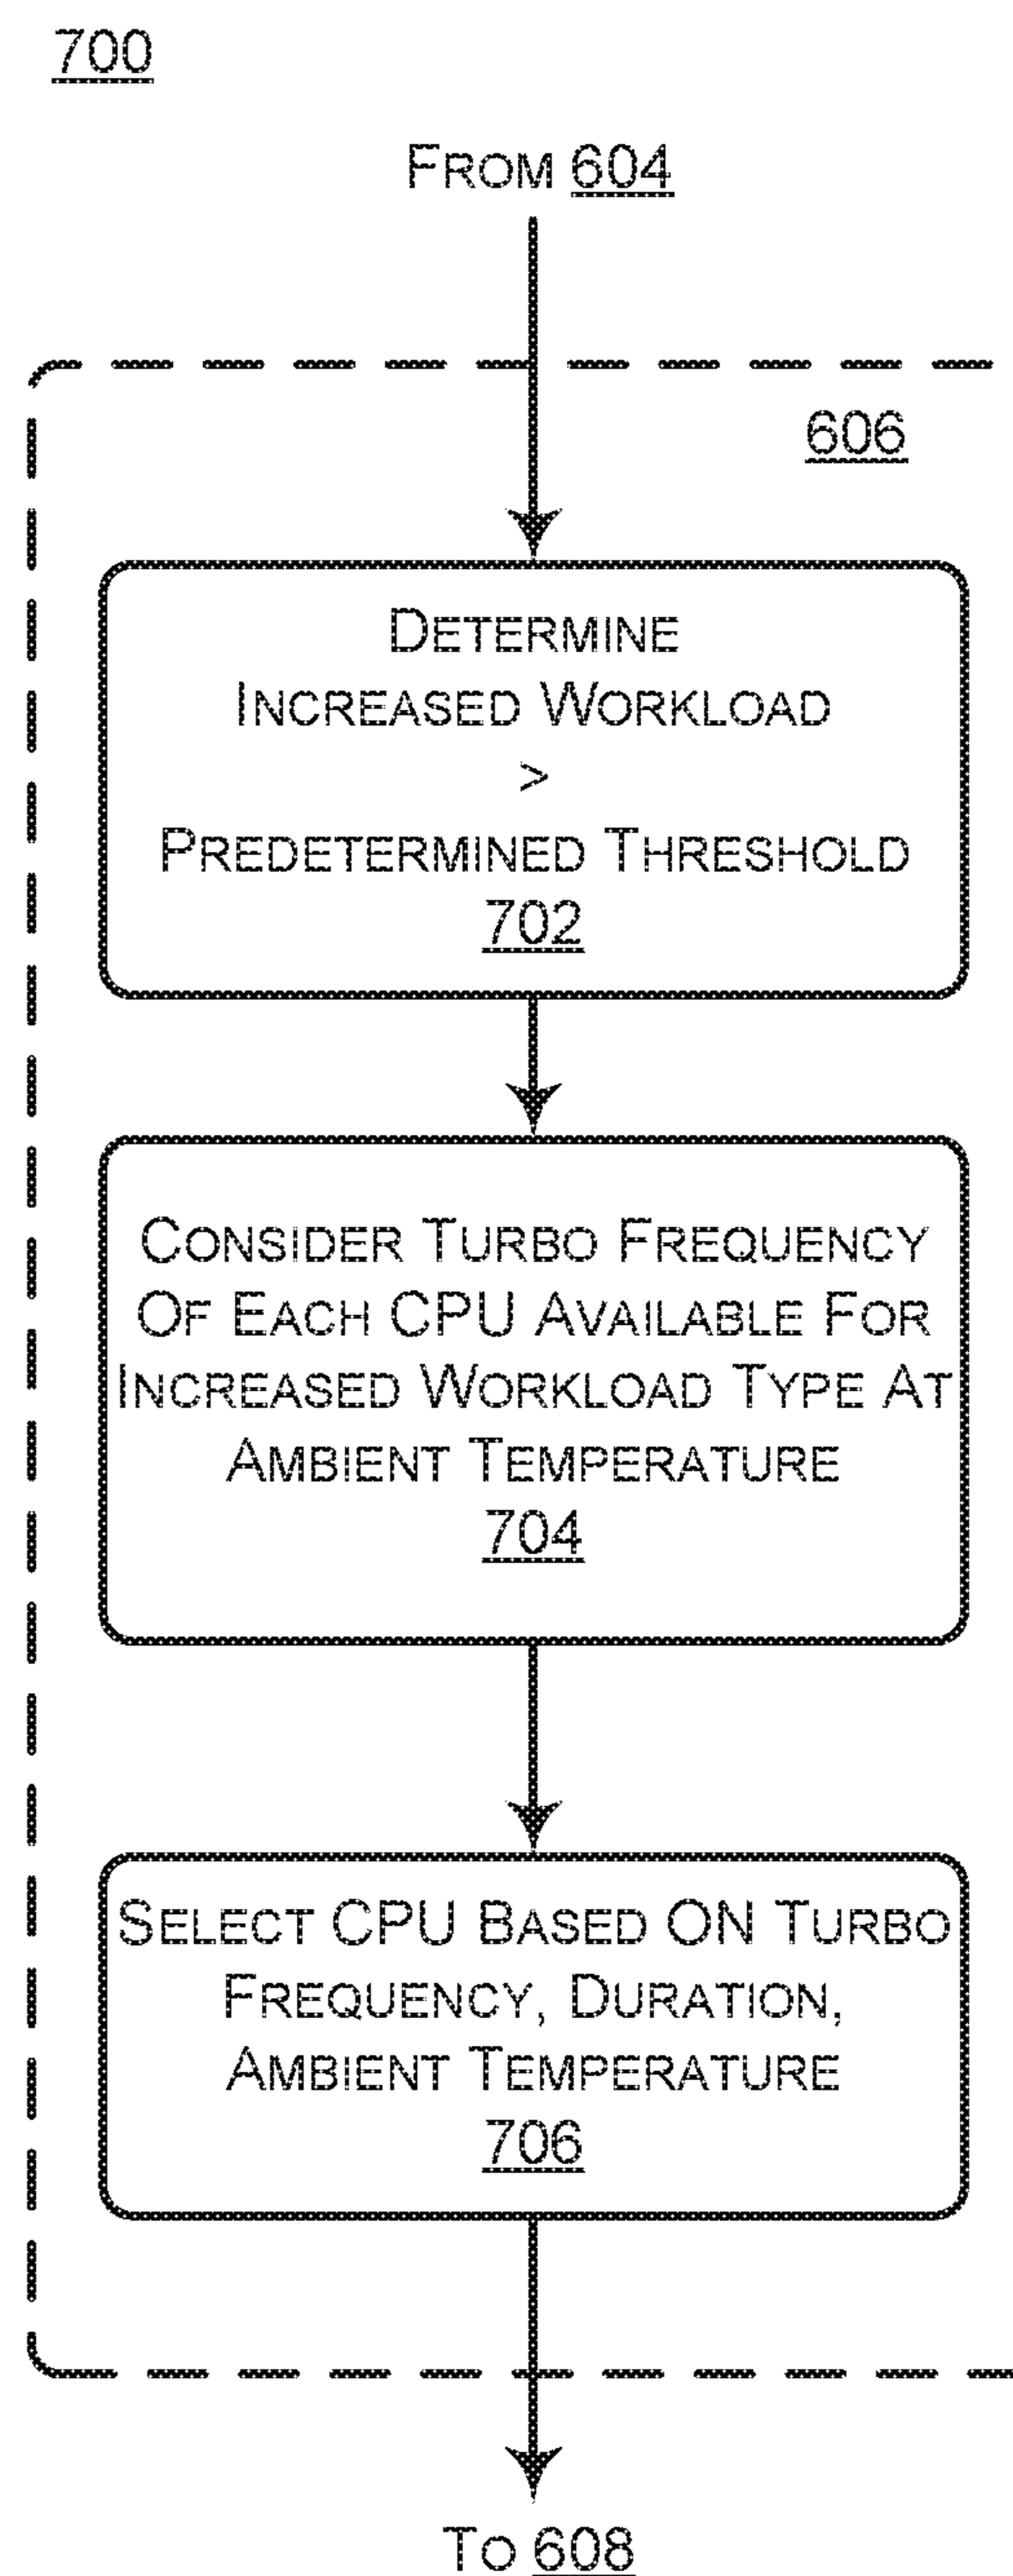 700
FROM 604
606
DETERMINE
INCREASED WORKLOAD
>
PREDETERMINED THRESHOLD
702
CONSIDER TURBO FREQUENCY
OF EACH CPU AVAILABLE FOR
INCREASED WORKLOAD TYPE AT
AMBIENT TEMPERATURE
704
SELECT CPU BASED ON TURBO
FREQUENCY, DURATION,
AMBIENT TEMPERATURE
706
TO 608